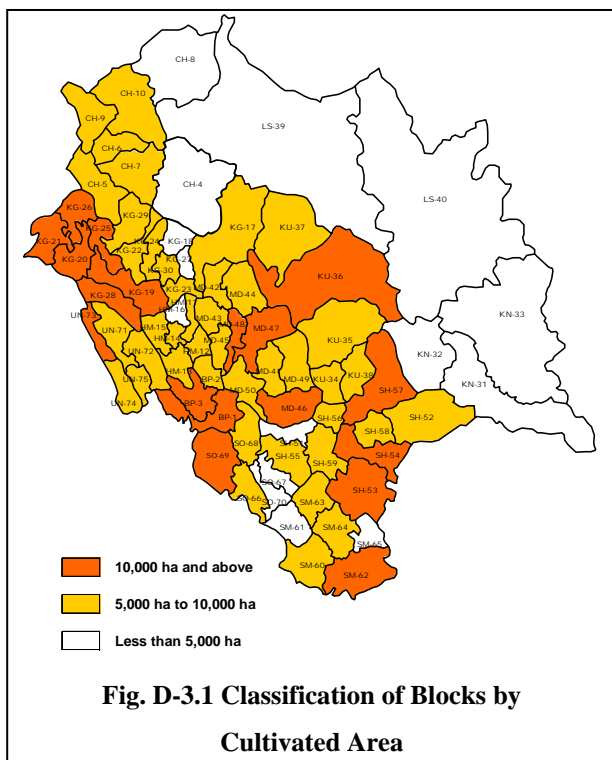 CH-8
CH-10
CH-9
LS-39
CH-6
CH-7
CH-5
CH-4
LS-40
KG-26
KG-29
KG-25
KG-17
KU-37
KG-21
KG-24
KG-18
KG-22
KG-20
KG-27
KG-30
KU-36
MD-42
KG-28
KG-19
KG-23
MD-44
HM-11
HM-16
UN-73
KN-33
MD-43
MD-48
UN-71
HM-15
MD-47
HM-14
MD-45
KU-35
UN-72
HM-12
KN-32
HM-13
BP-2
MD-41
MD-49
KU-34
KU-38
UN-75
KN-31
MD-50
SH-57
UN-74
BP-3
BP-1
MD-46
SH-56
SH-52
SH-58
SO-68
SH-51
SH-55
SO-69
SH-59
SH-54
SO-67
SO-66
SO-70
SM-63
SH-53
SM-61
SM-64
SM-65
SM-60
SM-62
10,000 ha and above
5,000 ha to 10,000 ha
Less than 5,000 ha
Fig. D-3.1 Classification of Blocks by
Cultivated Area